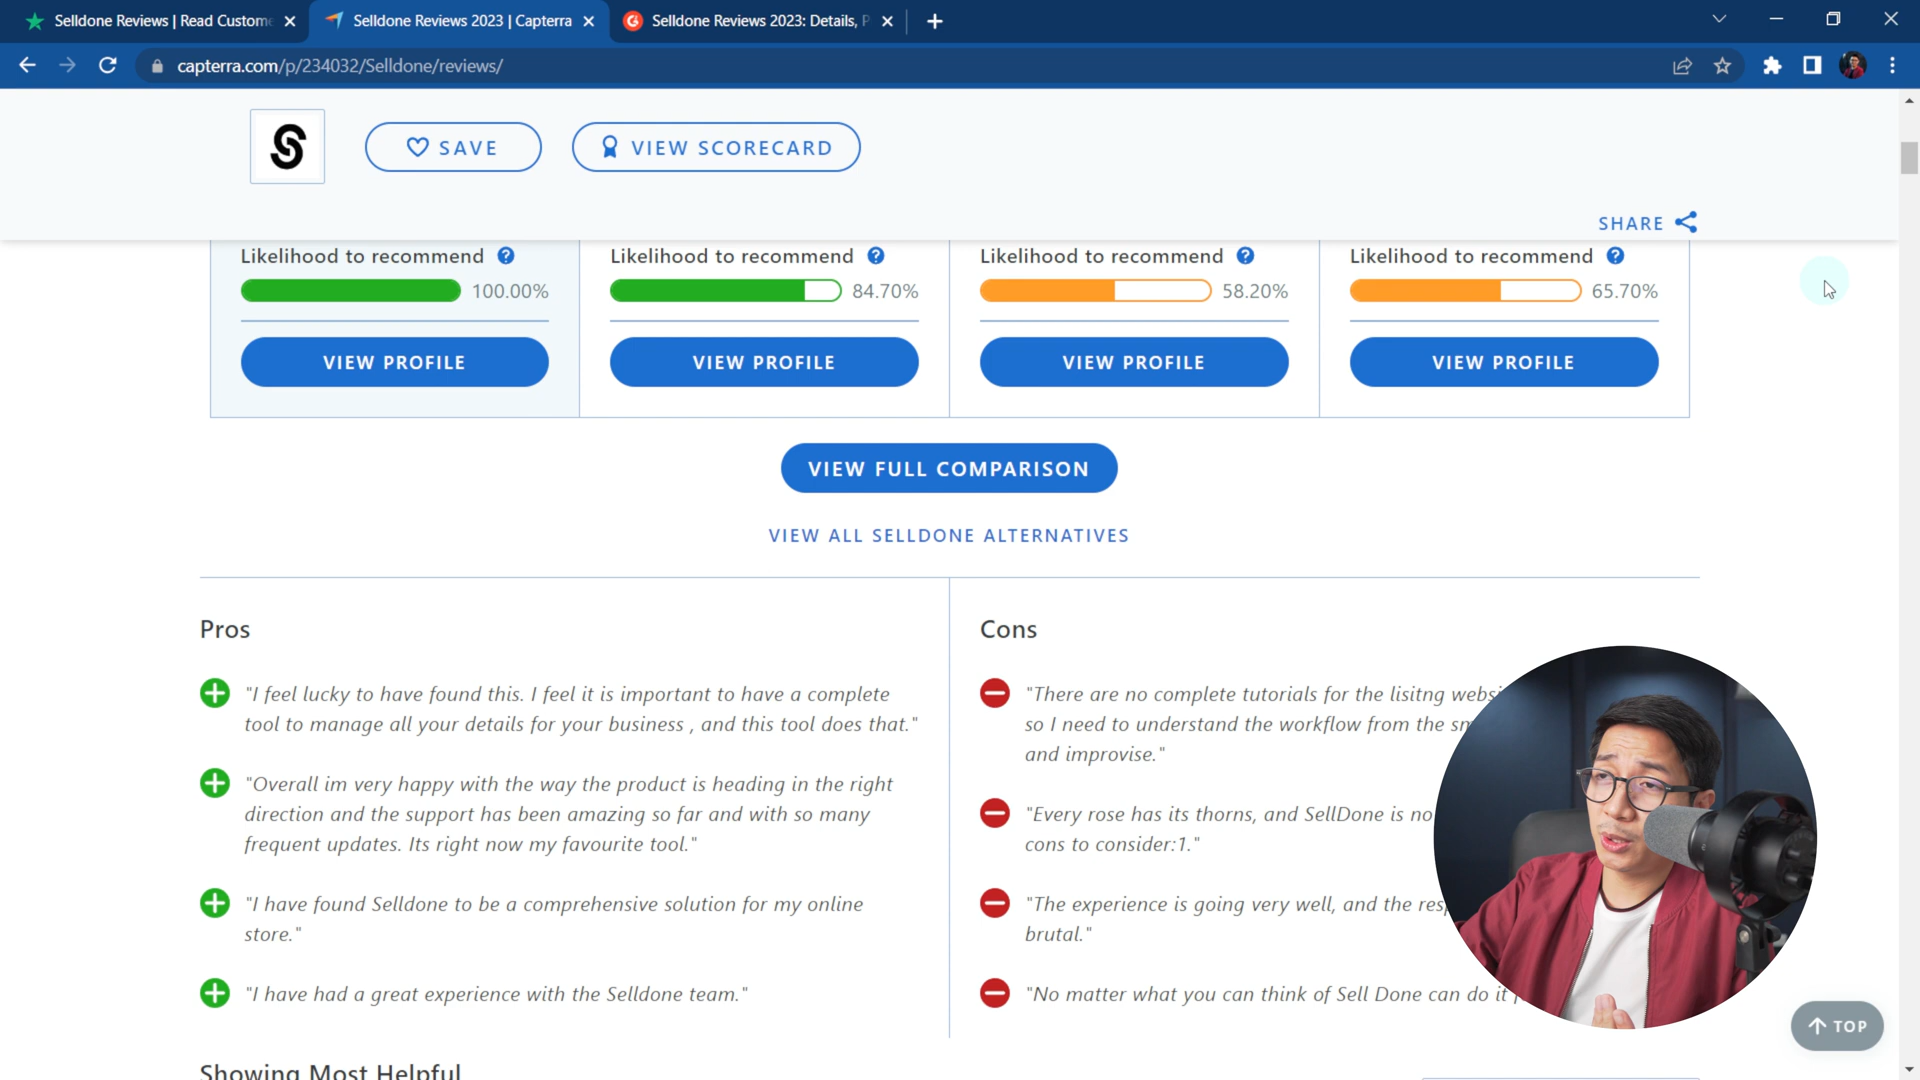 Selldone Reviews | Read Custome
Selldone Reviews 2023 | Capterra
Selldone Reviews 2023: Details, P
capterra.com/p/234032/Selldone/reviews/
SAVE
VIEW SCORECARD
SHARE
Likelihood to recommend
Likelihood to recommend
Likelihood to recommend
Likelihood to recommend
100.00%
84.70%
58.20%
65.70%
VIEW PROFILE
VIEW PROFILE
VIEW PROFILE
VIEW PROFILE
VIEW FULL COMPARISON
VIEW ALL SELLDONE ALTERNATIVES
Pros
"I feel lucky to have found this. I feel it is important to have a complete
tool to manage all your details for your business , and this tool does that."
"Overall im very happy with the way the product is heading in the right
direction and the support has been amazing so far and with so many
frequent updates. Its right now my favourite tool."
"I have found Selldone to be a comprehensive solution for my online
store."
"I have had a great experience with the Selldone team."
Cons
"There are no complete tutorials for the lisitng
so I need to understand the workflow from the
and improvise."
"Every rose has its thorns, and SellDone is
cons to consider:1."
"The experience is going very well, and the
brutal."
"No matter what you can think of Sell Done can do it
TOP
Showing Most Helpful